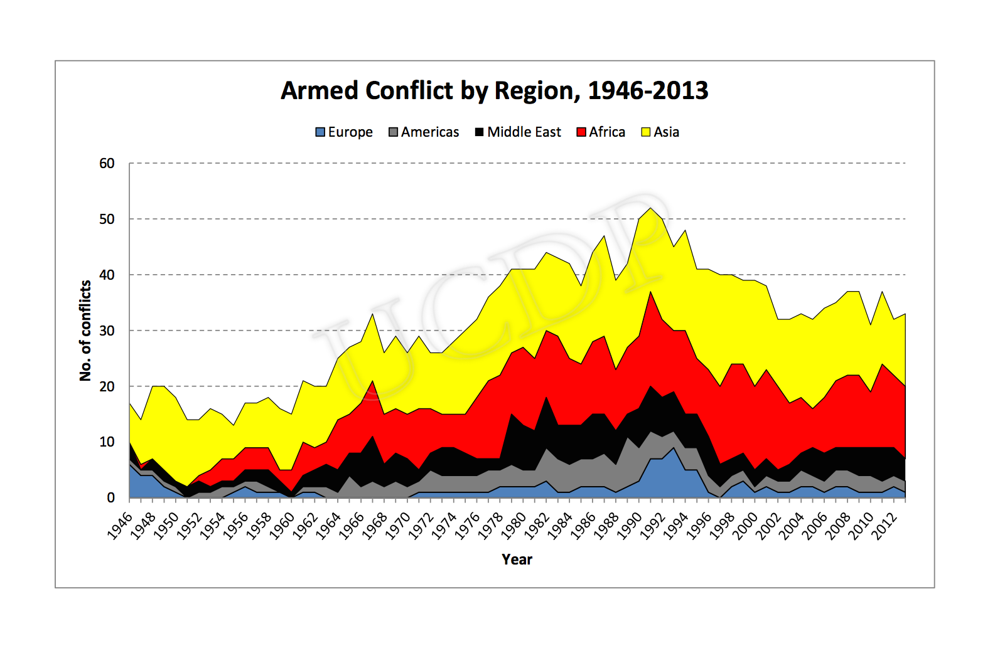 Armed Conflict by Region, 1946-2013
Europe Americas Middle East Africa Asia
60
50
40
30
20
10
0
No. of conflicts
UCDP
1946 1948 1950 1952 1954 1956 1958 1960 1962 1964 1966 1968 1970 1972 1974 1976 1978 1980 1982 1984 1986 1988 1990 1992 1994 1996 1998 2000 2002 2004 2006 2008 2010 2012
Year